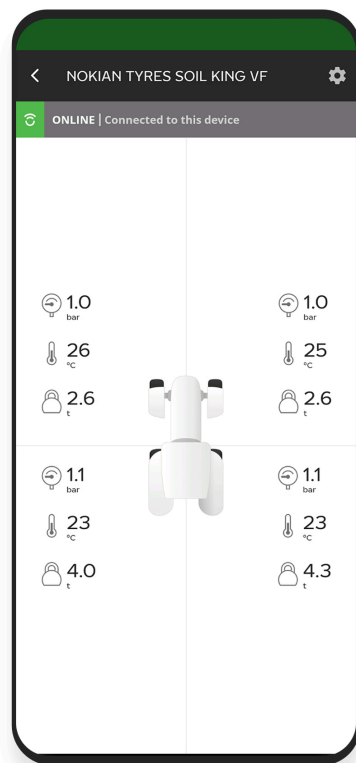 NOKIAN TYRES SOIL KING VF
ONLINE | Connected to this device
1.0
bar
26
°C
2.6
t
1.0
bar
25
°C
2.6
t
1.1
bar
23
°C
4.0
t
1.1
bar
23
°C
4.3
t